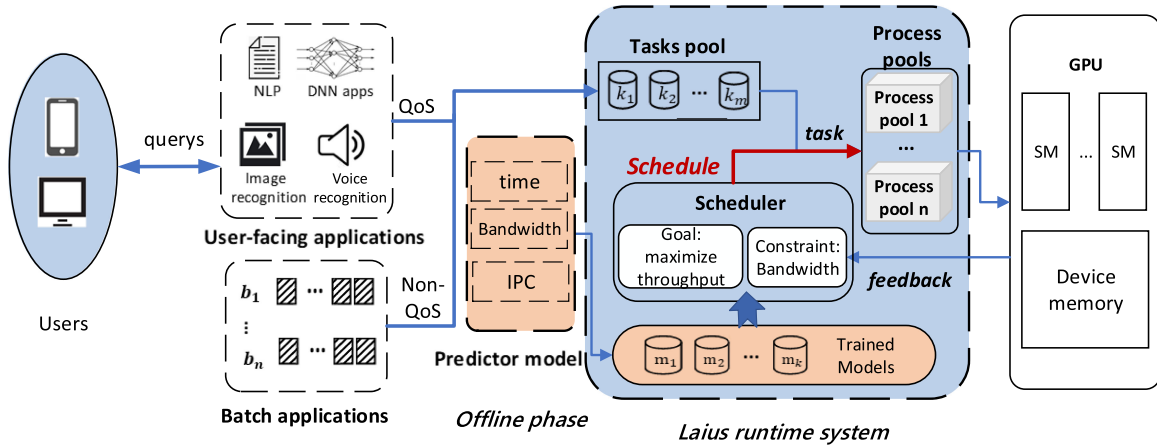 Users
querys
NLP
DNN apps
Image
recognition
Voice
recognition
User-facing applications
QoS
b1 ...
⋮
bn ...
Batch applications
Non-
QoS
time
Bandwidth
IPC
Predictor model
Offline phase
Tasks pool
k1 k2 ... km
task
Schedule
Scheduler
Goal:
maximize
throughput
Constraint:
Bandwidth
m1 m2 ... mk
Trained
Models
Laius runtime system
Process
pools
Process
pool 1
...
Process
pool n
feedback
GPU
SM ... SM
Device
memory